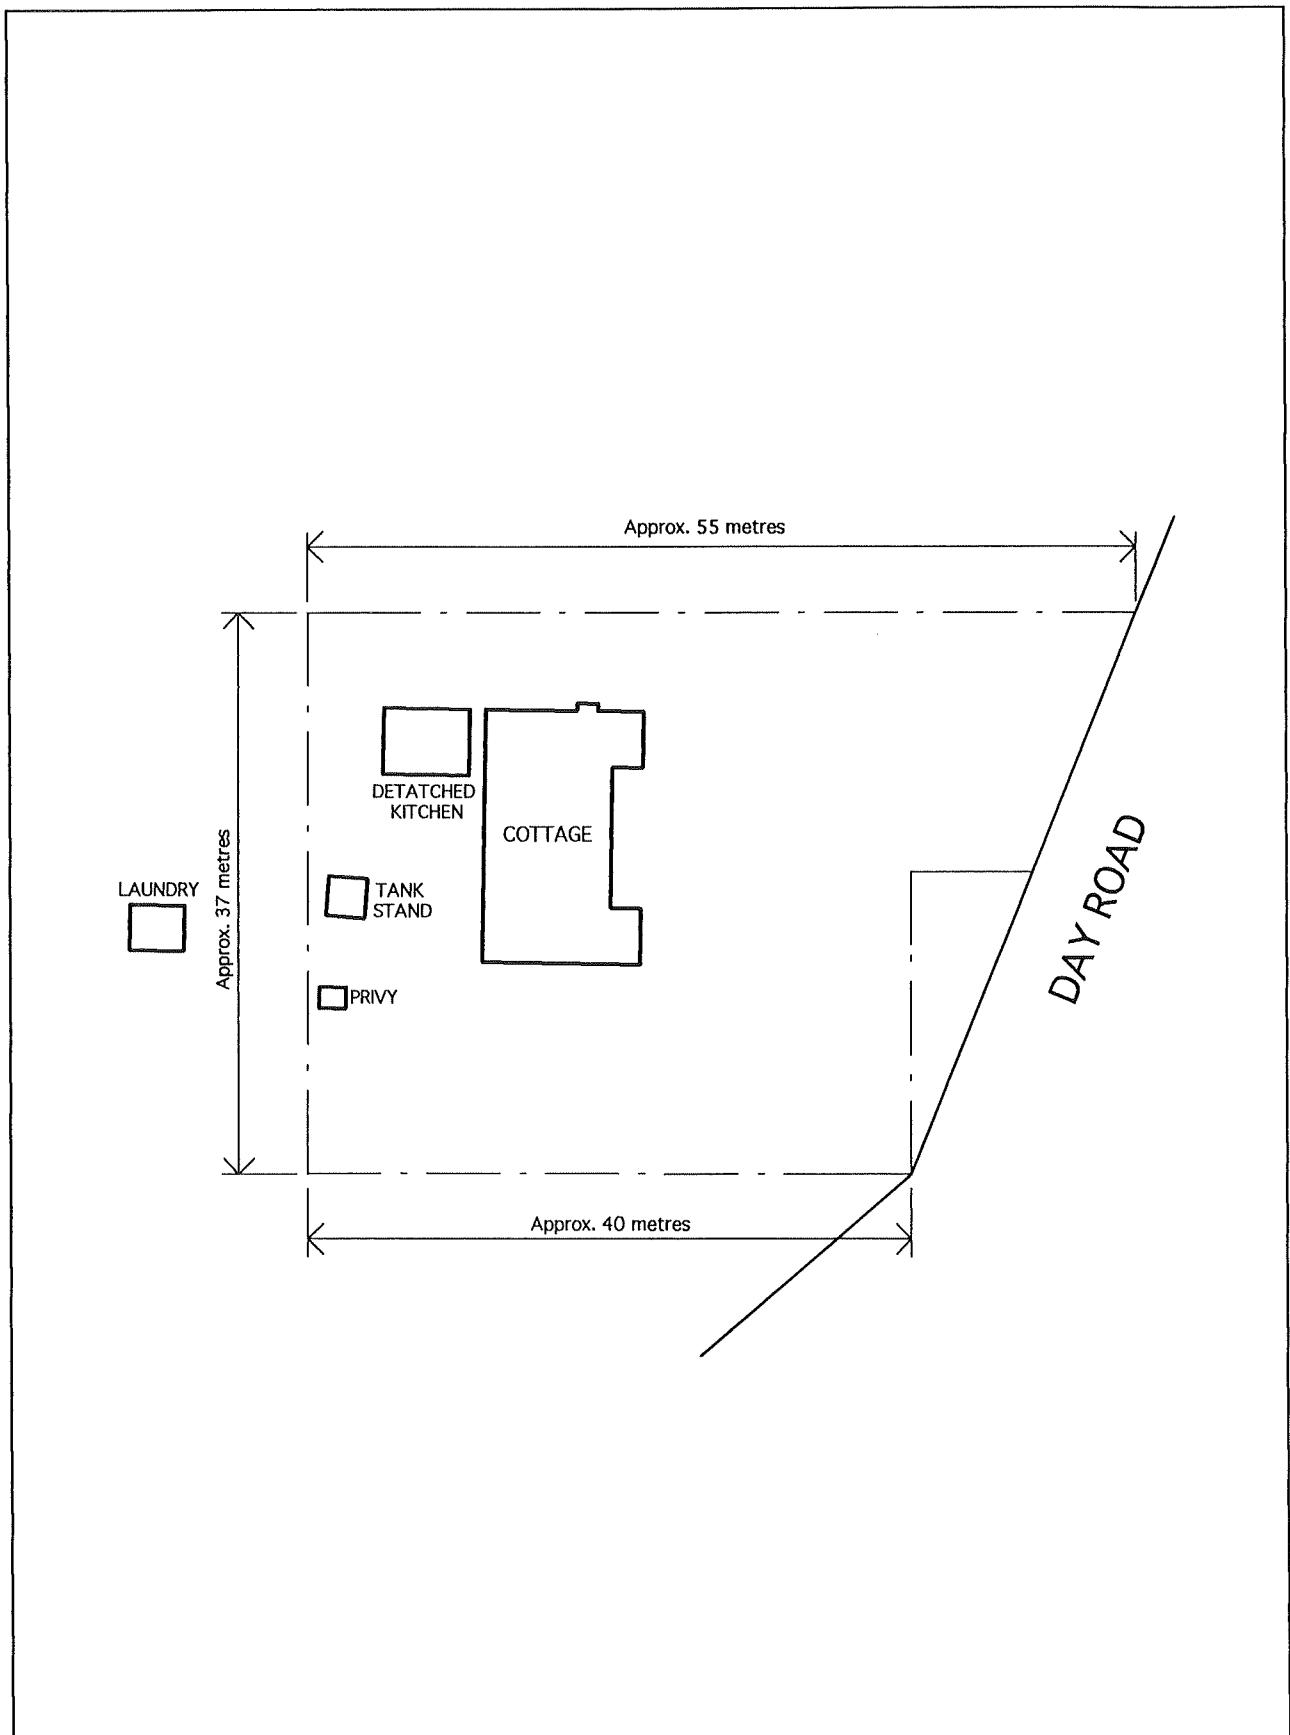 Approx. 55 metres
DETATCHED
KITCHEN
COTTAGE
LAUNDRY
TANK
STAND
Approx. 37 metres
PRIVY
DAY ROAD
Approx. 40 metres